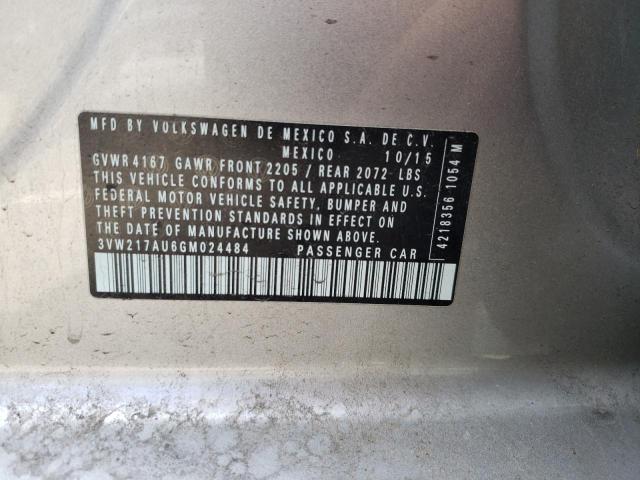 MFD BY VOLKSWAGEN DE MEXICO S.A. DE C.V.
MEXICO 10/15
GVWR 4167 GAWR FRONT 2205 / REAR 2072 LBS
THIS VEHICLE CONFORMS TO ALL APPLICABLE U.S.
FEDERAL MOTOR VEHICLE SAFETY, BUMPER AND
THEFT PREVENTION STANDARDS IN EFFECT ON
THE DATE OF MANUFACTURE SHOWN ABOVE.
3VW217AU6GM024484 PASSENGER CAR
4218356 1054 M